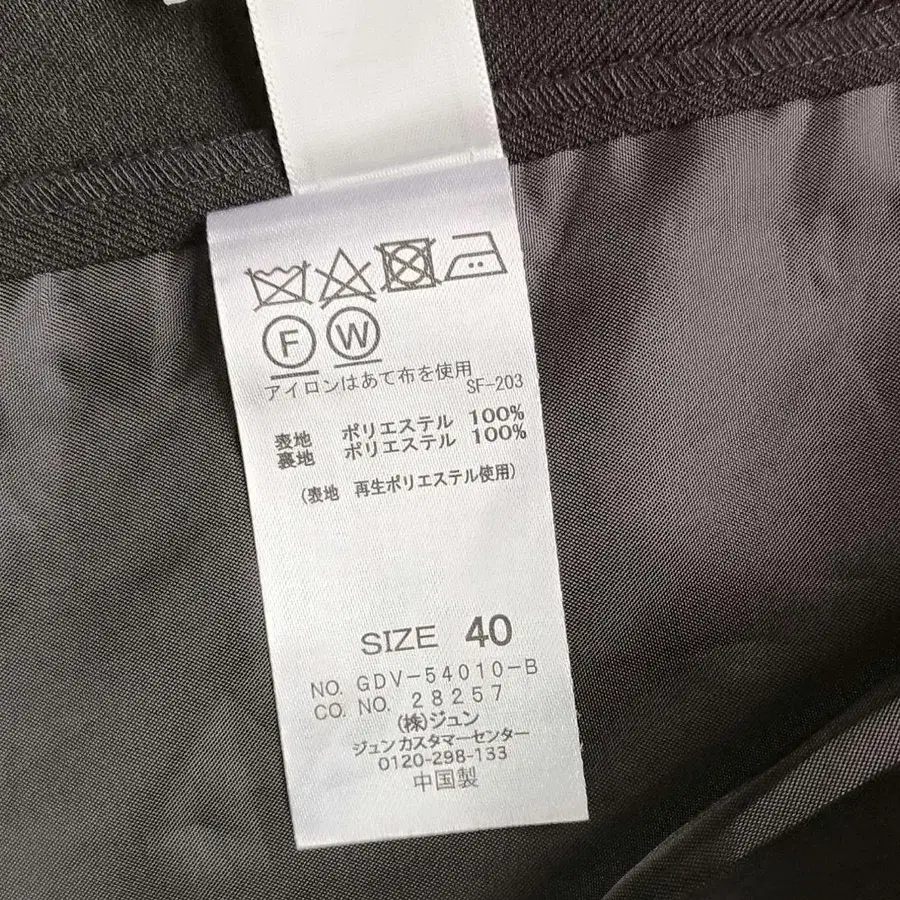 F W
アイロンはあて布を使用
SF-203
表地 ポリエステル 100%
裏地 ポリエステル 100%
(表地 再生ポリエステル使用)
SIZE 40
NO. GDV-54010-B
CO. NO. 28257
(株)ジュン
ジュンカスタマーセンター
0120-298-133
中国製